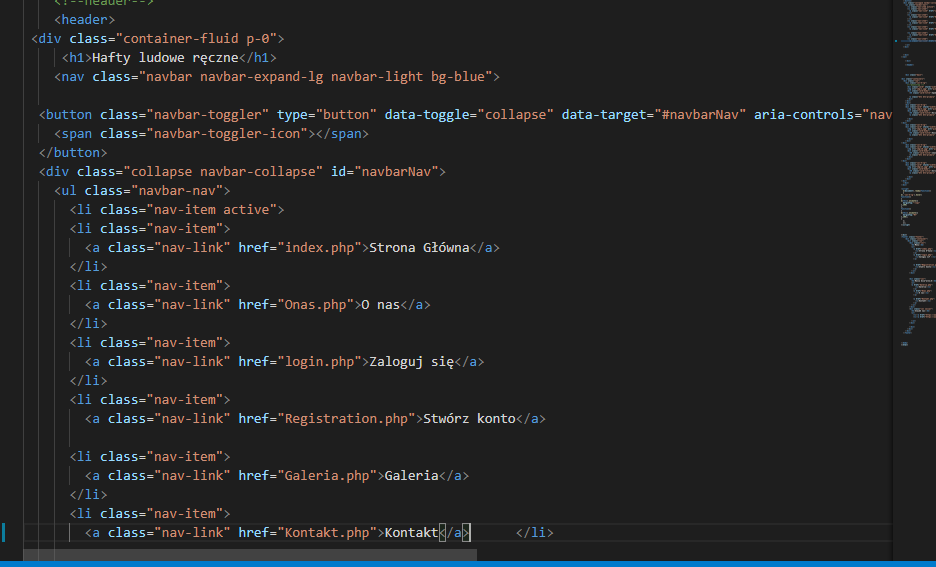 <!--header-->
<header>
<div class="container-fluid p-0">
<h1>Hafty ludowe ręczne</h1>
<nav class="navbar navbar-expand-lg navbar-light bg-blue">
<button class="navbar-toggler" type="button" data-toggle="collapse" data-target="#navbarNav" aria-controls="nav
<span class="navbar-toggler-icon"></span>
</button>
<div class="collapse navbar-collapse" id="navbarNav">
<ul class="navbar-nav">
<li class="nav-item active">
<li class="nav-item">
<a class="nav-link" href="index.php">Strona Główna</a>
</li>
<li class="nav-item">
<a class="nav-link" href="Onas.php">O nas</a>
</li>
<li class="nav-item">
<a class="nav-link" href="login.php">Zaloguj się</a>
</li>
<li class="nav-item">
<a class="nav-link" href="Registration.php">Stwórz konto</a>
<li class="nav-item">
<a class="nav-link" href="Galeria.php">Galeria</a>
</li>
<li class="nav-item">
<a class="nav-link" href="Kontakt.php">Kontakt</a> </li>